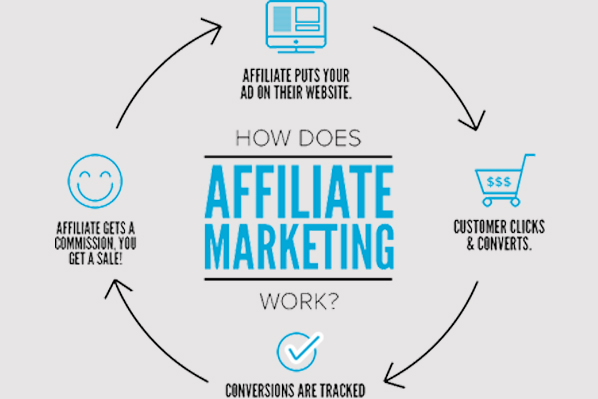 AFFILIATE PUTS YOUR
AD ON THEIR WEBSITE.
HOW DOES
AFFILIATE
MARKETING
WORK?
$$$
CUSTOMER CLICKS
& CONVERTS.
CONVERSIONS ARE TRACKED
AFFILIATE GETS A
COMMISSION, YOU
GET A SALE!